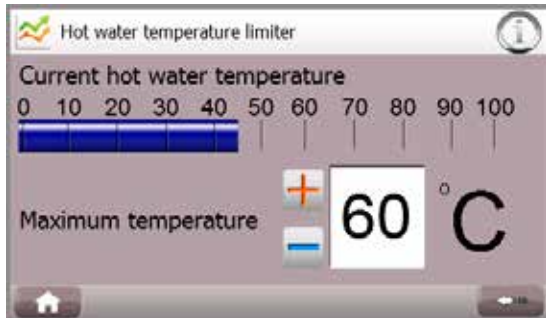 Hot water temperature limiter
Current hot water temperature
0 10 20 30 40 50 60 70 80 90 100
Maximum temperature 60 °C